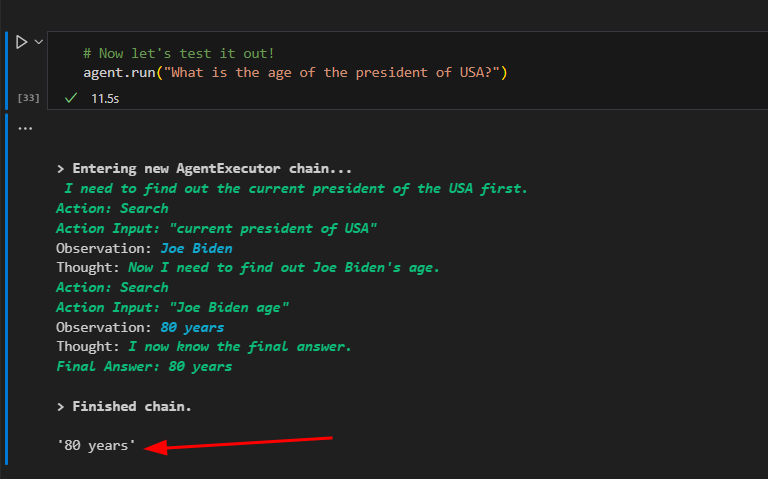 # Now let's test it out!
agent.run("What is the age of the president of USA?")
[33]
11.5s
...
> Entering new AgentExecutor chain...
I need to find out the current president of the USA first.
Action: Search
Action Input: "current president of USA"
Observation: Joe Biden
Thought: Now I need to find out Joe Biden's age.
Action: Search
Action Input: "Joe Biden age"
Observation: 80 years
Thought: I now know the final answer.
Final Answer: 80 years
> Finished chain.
'80 years'